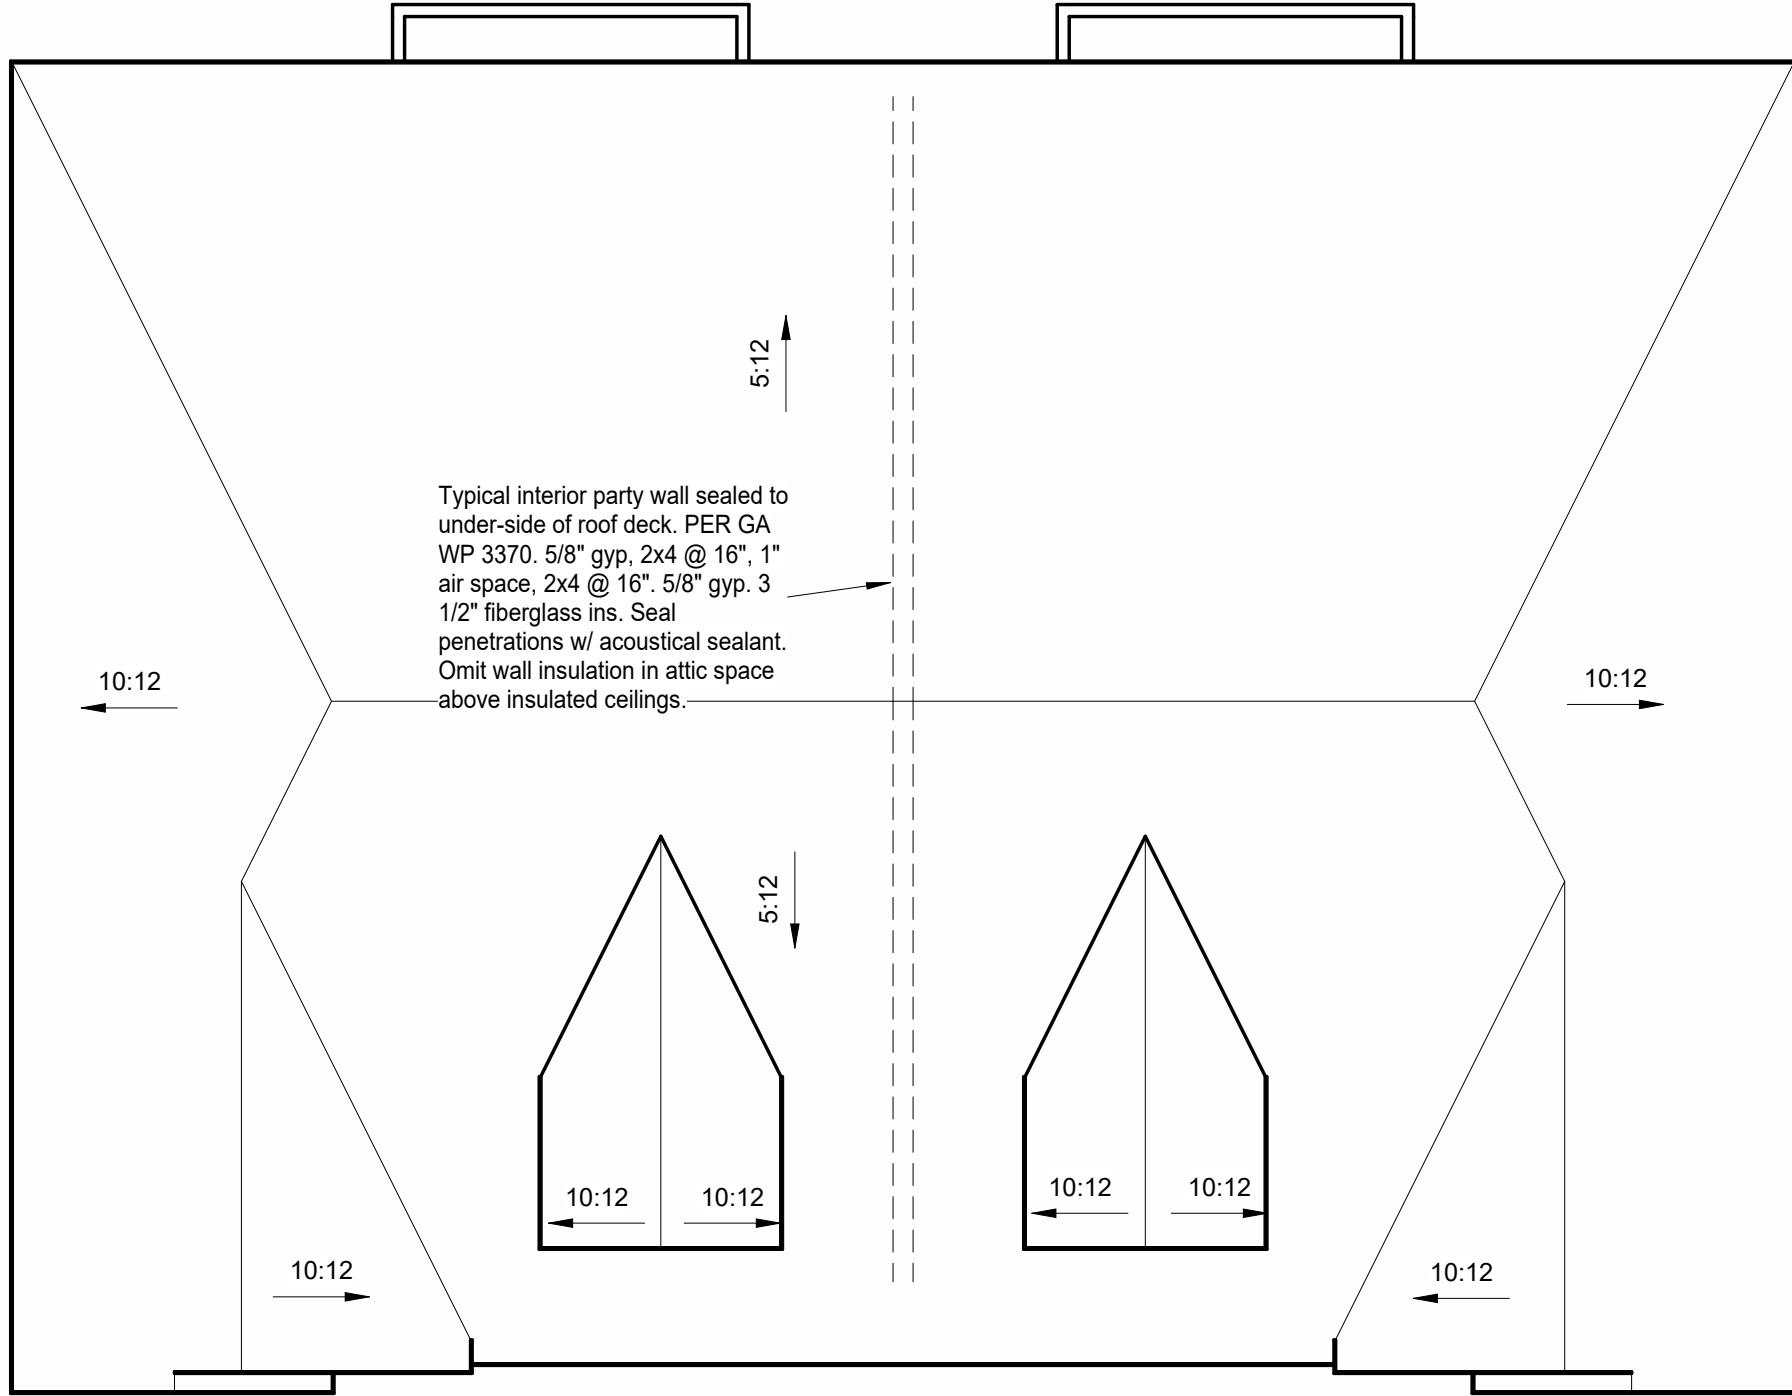 5:12
Typical interior party wall sealed to
under-side of roof deck. PER GA
WP 3370. 5/8" gyp, 2x4 @ 16", 1"
air space, 2x4 @ 16". 5/8" gyp. 3
1/2" fiberglass ins. Seal
penetrations w/ acoustical sealant.
Omit wall insulation in attic space
above insulated ceilings.
10:12
10:12
5:12
10:12
10:12
10:12
10:12
10:12
10:12